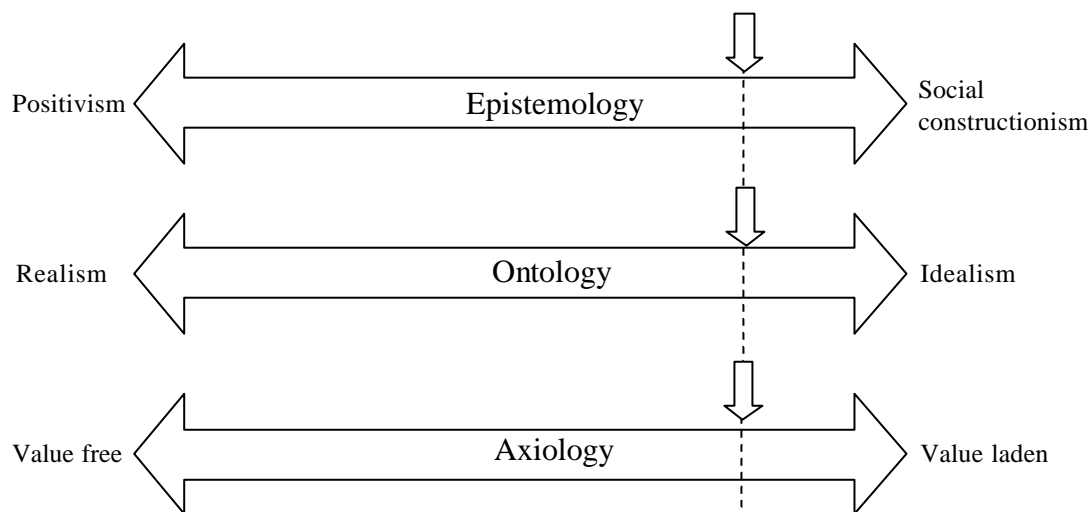 Positivism
Epistemology
Social
constructionism
Realism
Ontology
Idealism
Value free
Axiology
Value laden